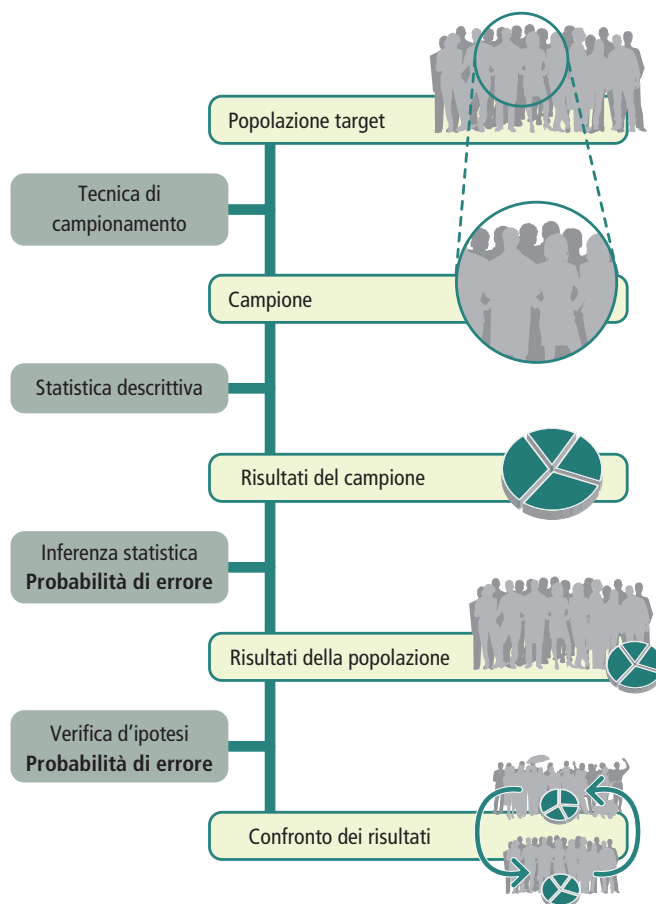 Popolazione target
Tecnica di
campionamento
Campione
Statistica descrittiva
Risultati del campione
Inferenza statistica
Probabilità di errore
Risultati della popolazione
Verifica d'ipotesi
Probabilità di errore
Confronto dei risultati